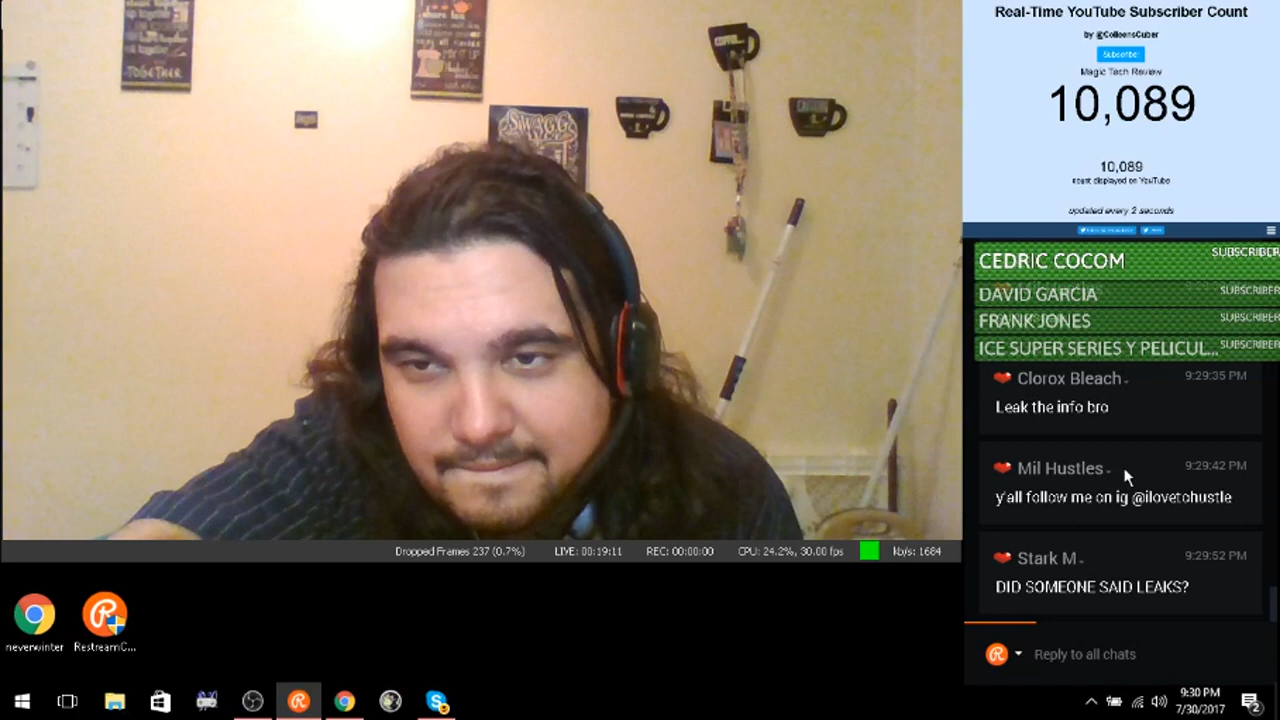 TOGETHER
COFFEE...
SWAGG
Real-Time YouTube Subscriber Count
by @ColleensCuber
Subscribe
Magic Tech Review
10,089
10,089
count displayed on YouTube
updated every 2 seconds
CEDRIC COCOM SUBSCRIBER
DAVID GARCIA SUBSCRIBER
FRANK JONES SUBSCRIBER
ICE SUPER SERIES Y PELICUL... SUBSCRIBER
Clorox Bleach 9:29:35 PM
Leak the info bro
Mil Hustles 9:29:42 PM
y'all follow me on ig @ilovetohustle
Stark M 9:29:52 PM
DID SOMEONE SAID LEAKS?
Reply to all chats
Dropped Frames 237 (0.7%) LIVE: 00:19:11 REC: 00:00:00 CPU: 24.2%, 30.00 fps kb/s: 1684
neverwinter RestreamC...
9:30 PM
7/30/2017
2